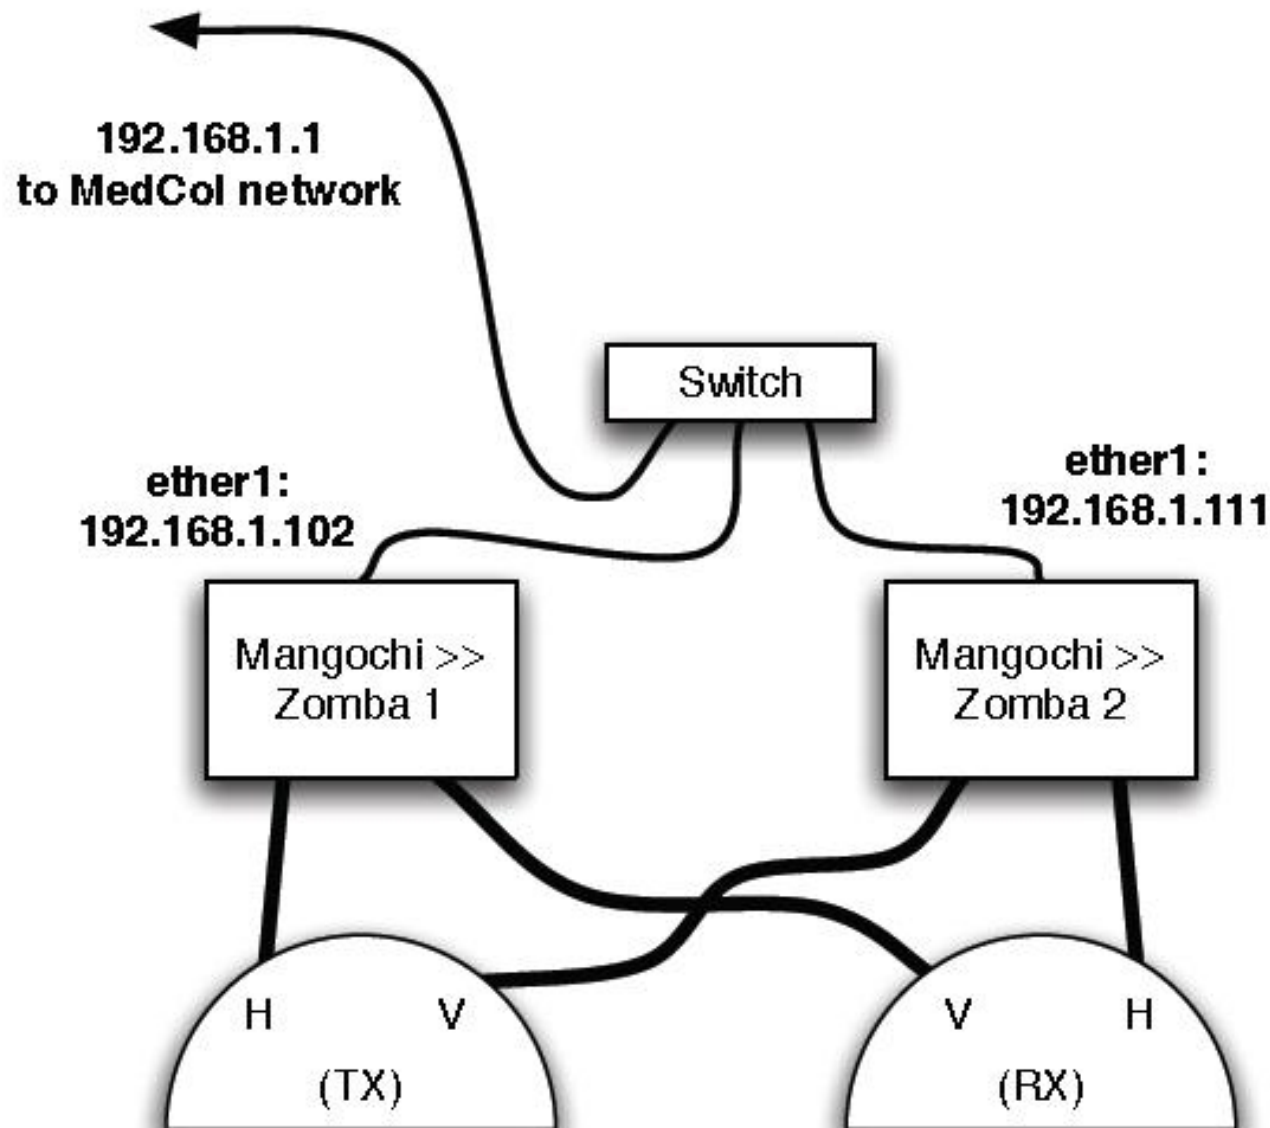 192.168.1.1
to MedCol network
Switch
ether1:
192.168.1.102
ether1:
192.168.1.111
Mangochi >>
Zomba 1
Mangochi >>
Zomba 2
H
V
(TX)
V
H
(RX)